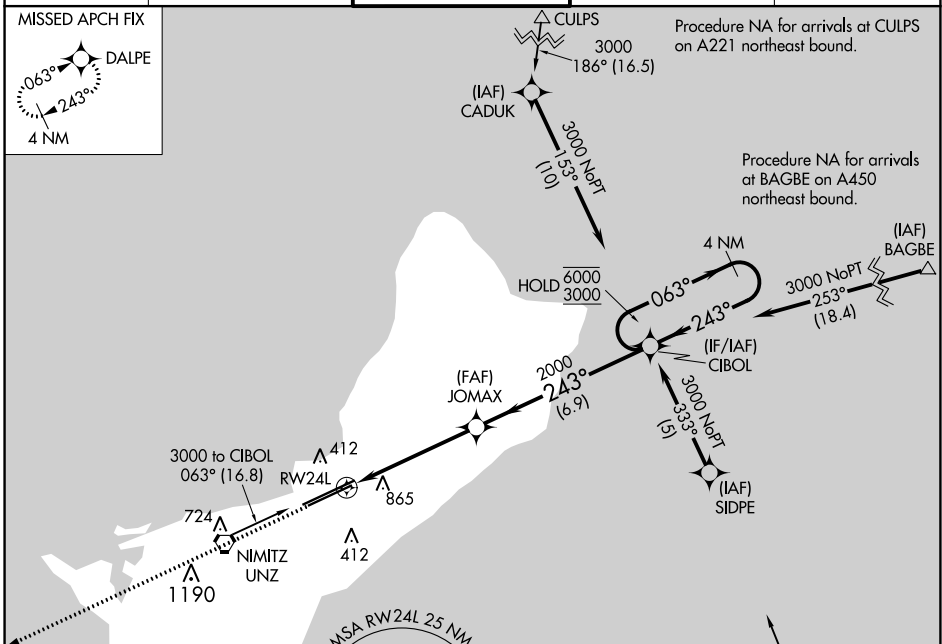 MISSED APCH FIX
DALPE
063°
243°
4 NM
CULPS
3000
186° (16.5)
Procedure NA for arrivals at CULPS
on A221 northeast bound.
(IAF)
CADUK
3000 NoPT
153°
(10)
Procedure NA for arrivals
at BAGBE on A450
northeast bound.
(IAF)
BAGBE
4 NM
HOLD 6000
3000
063°
243°
3000 NoPT
253°
(18.4)
(IF/IAF)
CIBOL
2000
243°
(6.9)
(FAF)
JOMAX
3000 NoPT
333°
(5)
(IAF)
SIDPE
412
3000 to CIBOL
063° (16.8)
RW24L
865
724
NIMITZ
UNZ
412
1190
MSA RW24L 25 NM